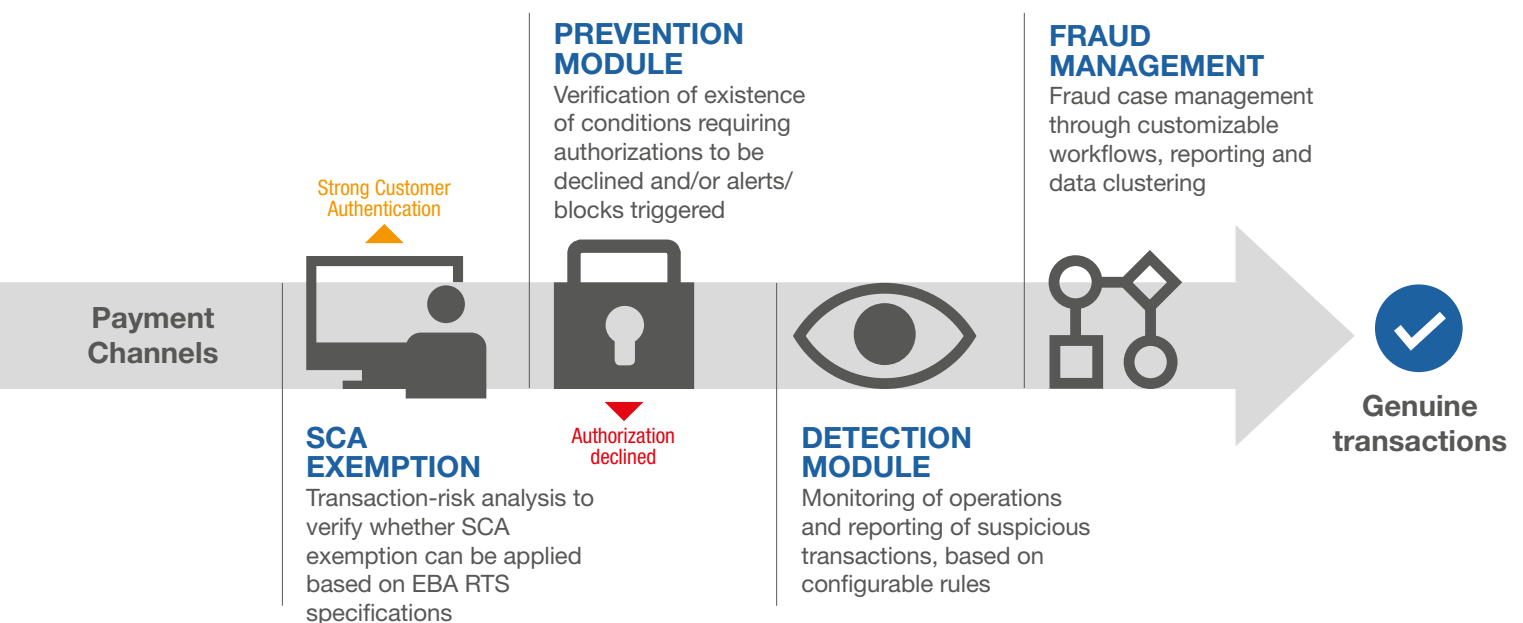 Payment
Channels
Strong Customer
Authentication
SCA
EXEMPTION
Transaction-risk analysis to
verify whether SCA
exemption can be applied
based on EBA RTS
specifications
PREVENTION
MODULE
Verification of existence
of conditions requiring
authorizations to be
declined and/or alerts/
blocks triggered
Authorization
declined
DETECTION
MODULE
Monitoring of operations
and reporting of suspicious
transactions, based on
configurable rules
FRAUD
MANAGEMENT
Fraud case management
through customizable
workflows, reporting and
data clustering
Genuine
transactions